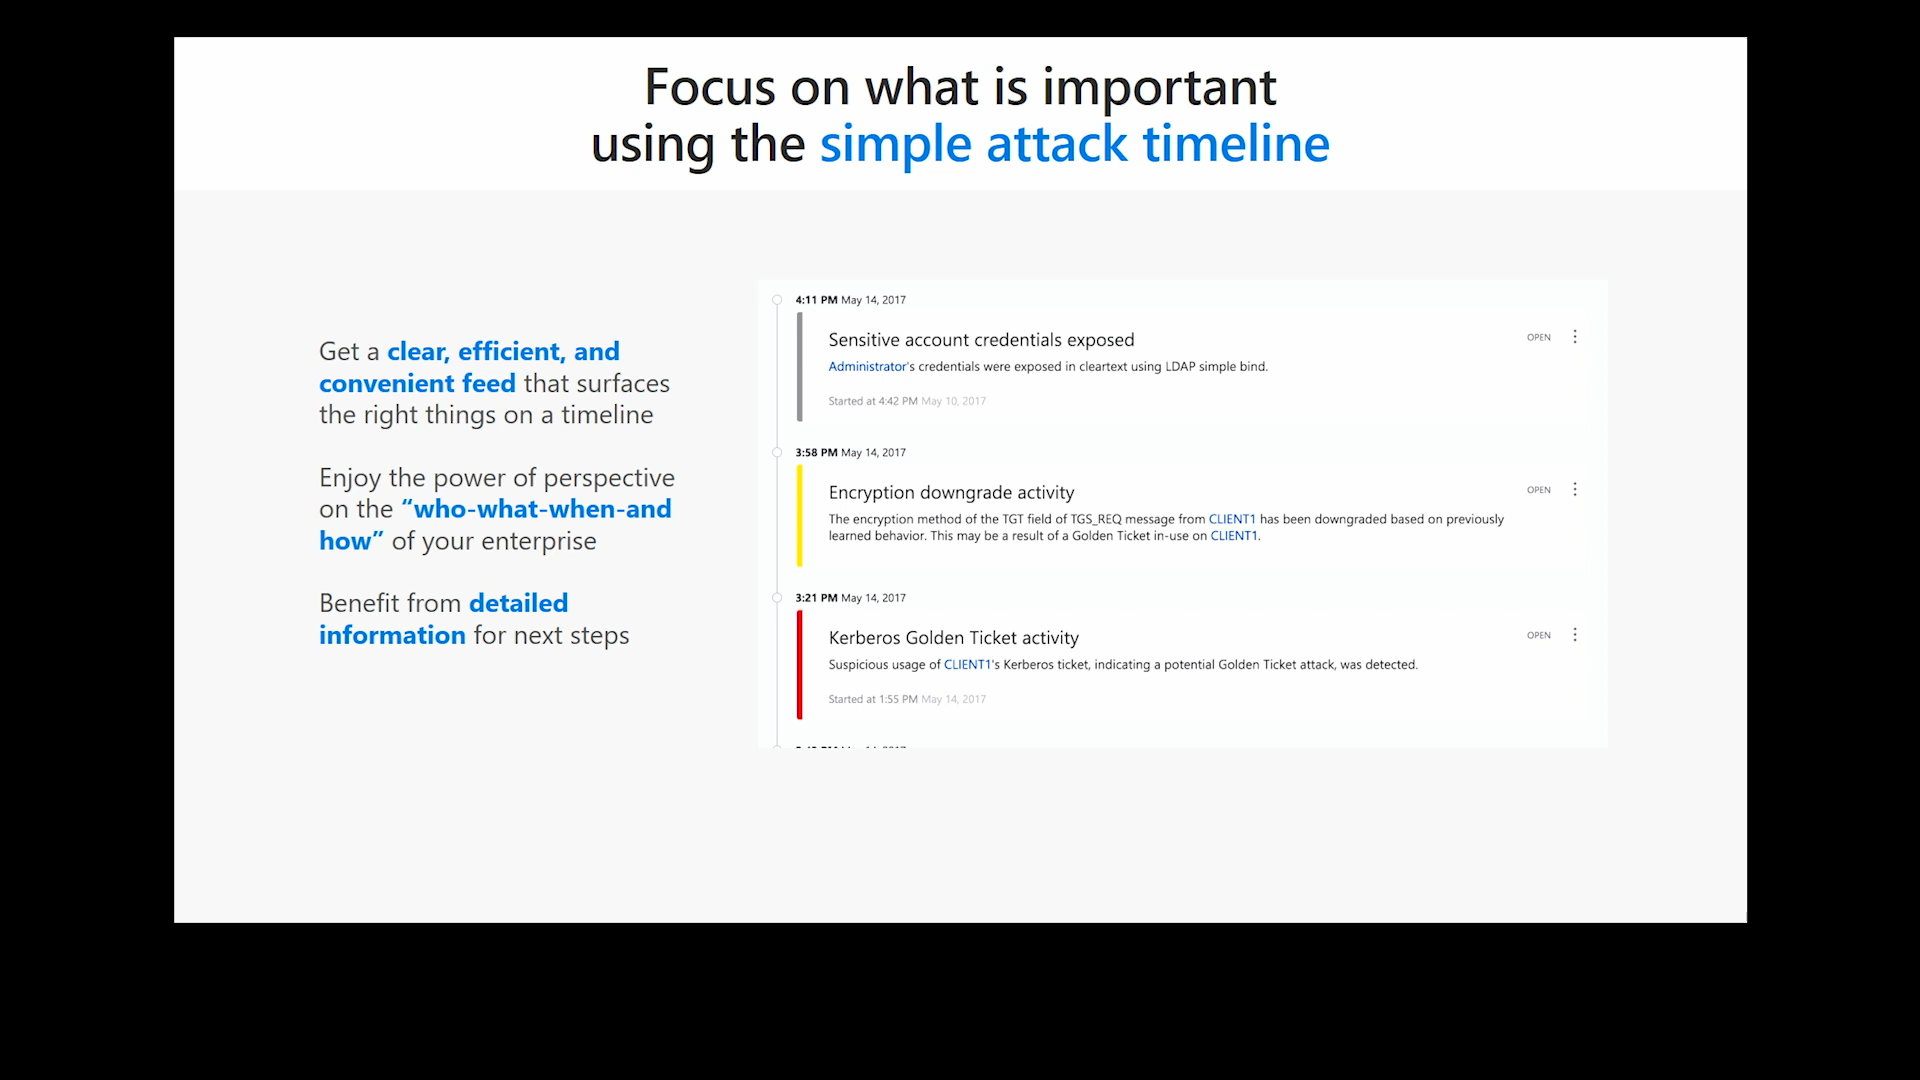 Focus on what is important
using the simple attack timeline
Get a clear, efficient, and
convenient feed that surfaces
the right things on a timeline
Enjoy the power of perspective
on the “who-what-when-and
how” of your enterprise
Benefit from detailed
information for next steps
4:11 PM May 14, 2017
Sensitive account credentials exposed
OPEN
Administrator's credentials were exposed in cleartext using LDAP simple bind.
Started at 4:42 PM May 10, 2017
3:58 PM May 14, 2017
Encryption downgrade activity
OPEN
The encryption method of the TGT field of TGS_REQ message from CLIENT1 has been downgraded based on previously
learned behavior. This may be a result of a Golden Ticket in-use on CLIENT1.
3:21 PM May 14, 2017
Kerberos Golden Ticket activity
OPEN
Suspicious usage of CLIENT1's Kerberos ticket, indicating a potential Golden Ticket attack, was detected.
Started at 1:55 PM May 14, 2017